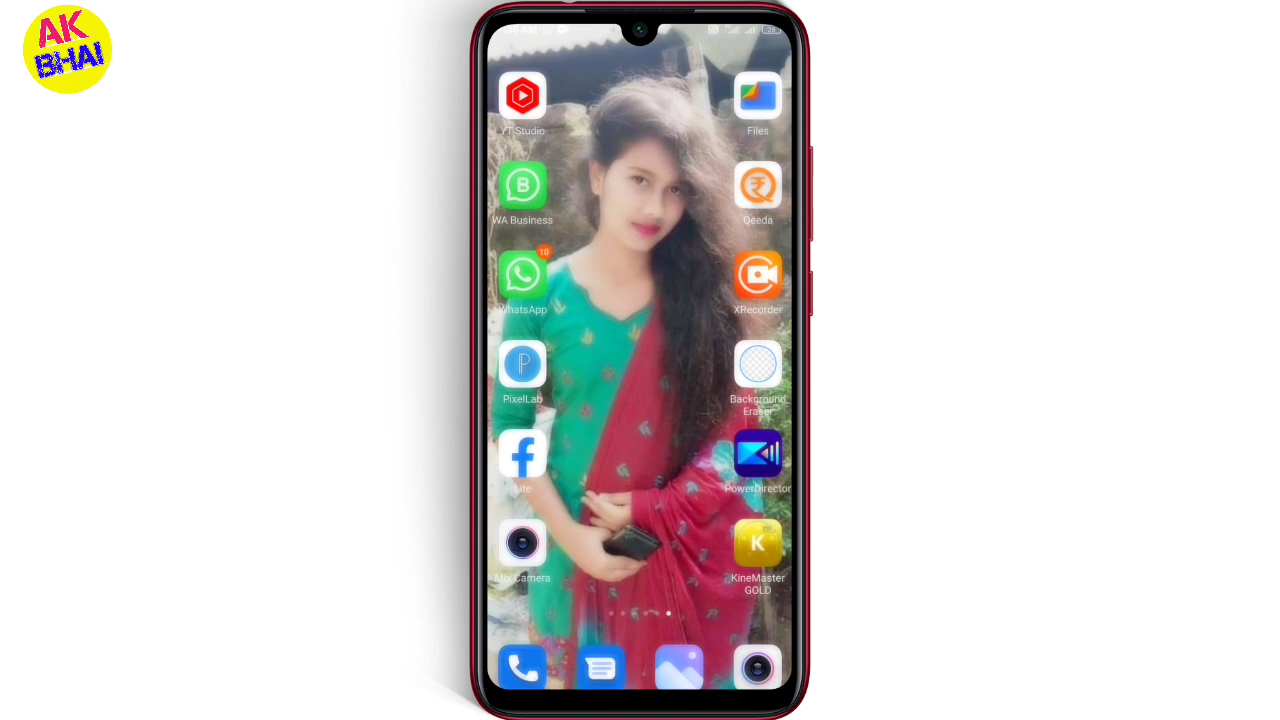 AK
BHAI
26
YT Studio
Files
WA Business
Qeeda
10
WhatsApp
XRecorder
PixelLab
Background
Eraser
Lite
PowerDirector
Mix Camera
KineMaster
GOLD